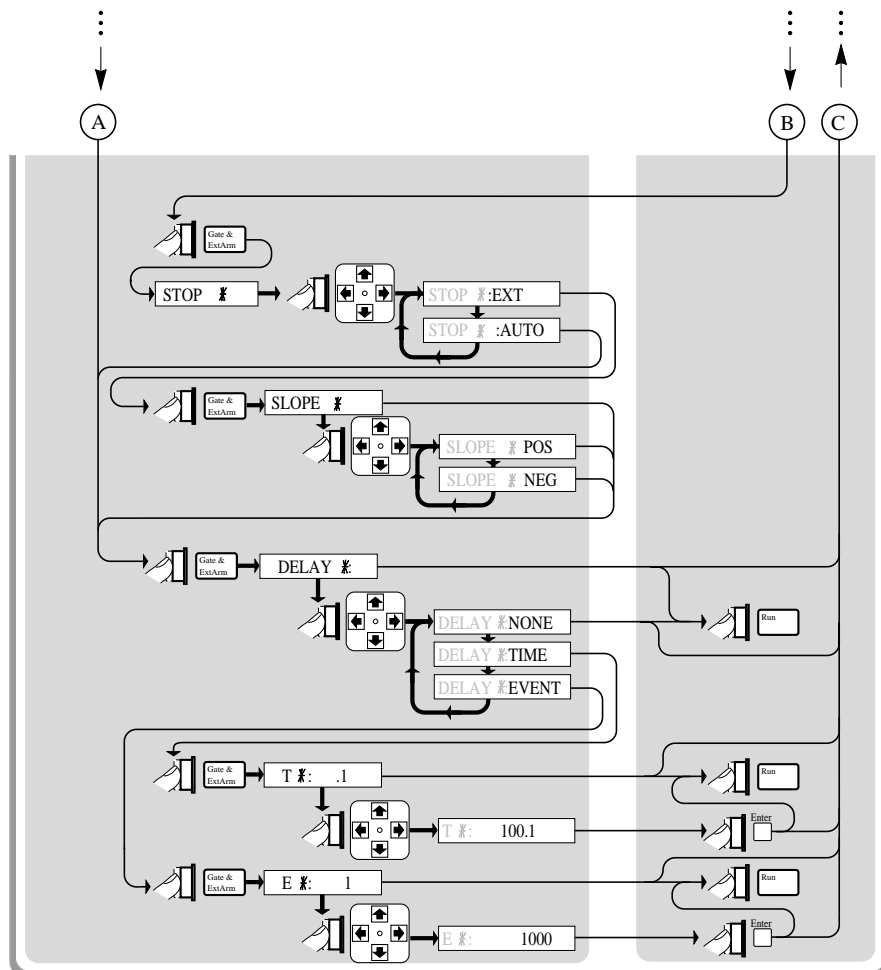 A
B
C
Gate &
ExtArm
STOP ⁎
STOP ⁎:EXT
STOP ⁎ :AUTO
Gate &
ExtArm
SLOPE ⁎
SLOPE ⁎ POS
SLOPE ⁎ NEG
Gate &
ExtArm
DELAY ⁎:
Run
DELAY ⁎:NONE
DELAY ⁎:TIME
DELAY ⁎:EVENT
Gate &
ExtArm
T ⁎: .1
Run
T ⁎: 100.1
Enter
Gate &
ExtArm
E ⁎: 1
Run
E ⁎: 1000
Enter